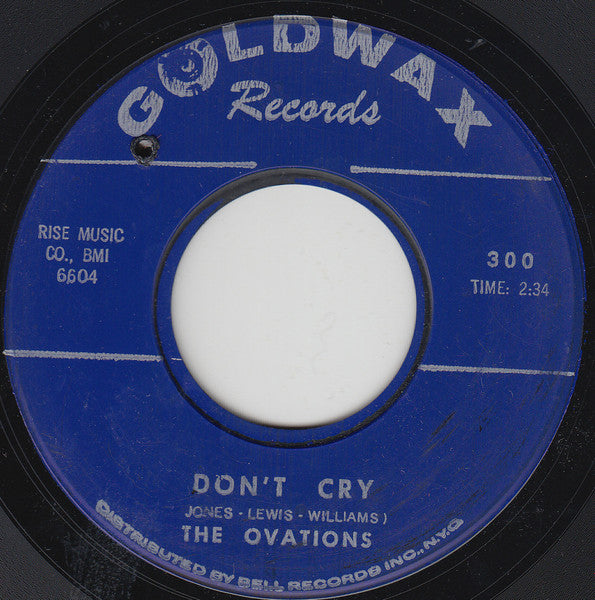 GOLDWAX
Records
RISE MUSIC
CO., BMI
6604
300
TIME: 2:34
DON'T CRY
JONES - LEWIS - WILLIAMS)
THE OVATIONS
DISTRIBUTED BY BELL RECORDS INC., N.Y.C.